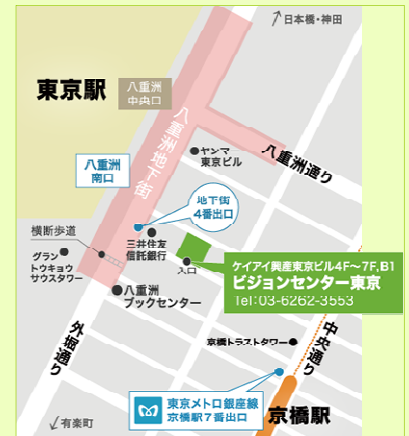 日本橋・神田
東京駅
八重洲
中央口
八重洲地下街
ヤンマー
東京ビル
八重洲通り
八重洲
南口
地下街
4番出口
横断歩道
三井住友
信託銀行
グラン
トウキョウ
サウスタワー
入口
ケイアイ興産東京ビル4F〜7F,B1
ビジョンセンター東京
Tel:03-6262-3553
八重洲
ブックセンター
外堀通り
京橋トラストタワー
中央通り
東京メトロ銀座線
京橋駅7番出口
京橋駅
有楽町